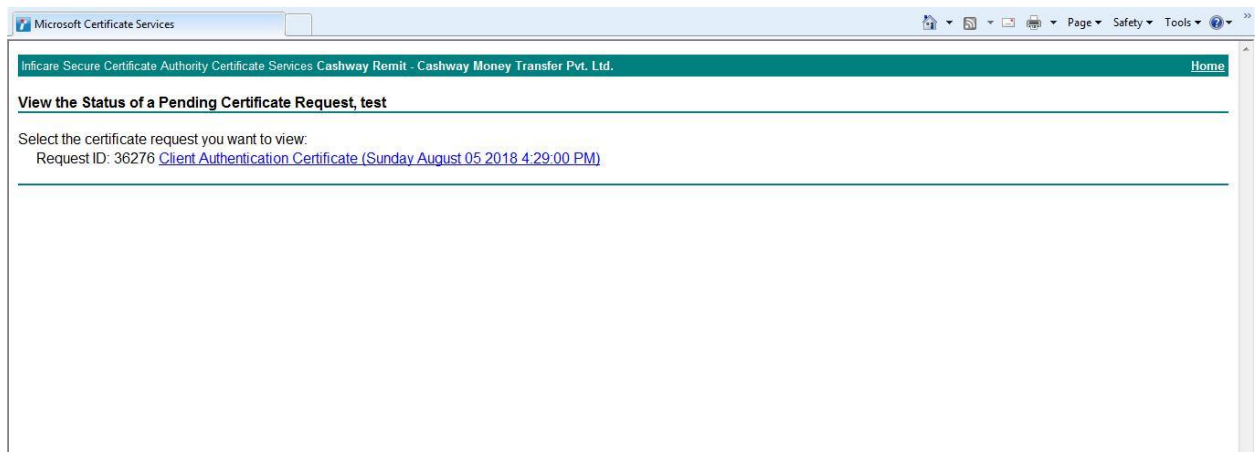 Microsoft Certificate Services
Page Safety Tools
Inficare Secure Certificate Authority Certificate Services Cashway Remit - Cashway Money Transfer Pvt. Ltd. Home
View the Status of a Pending Certificate Request, test
Select the certificate request you want to view:
Request ID: 36276 Client Authentication Certificate (Sunday August 05 2018 4:29:00 PM)